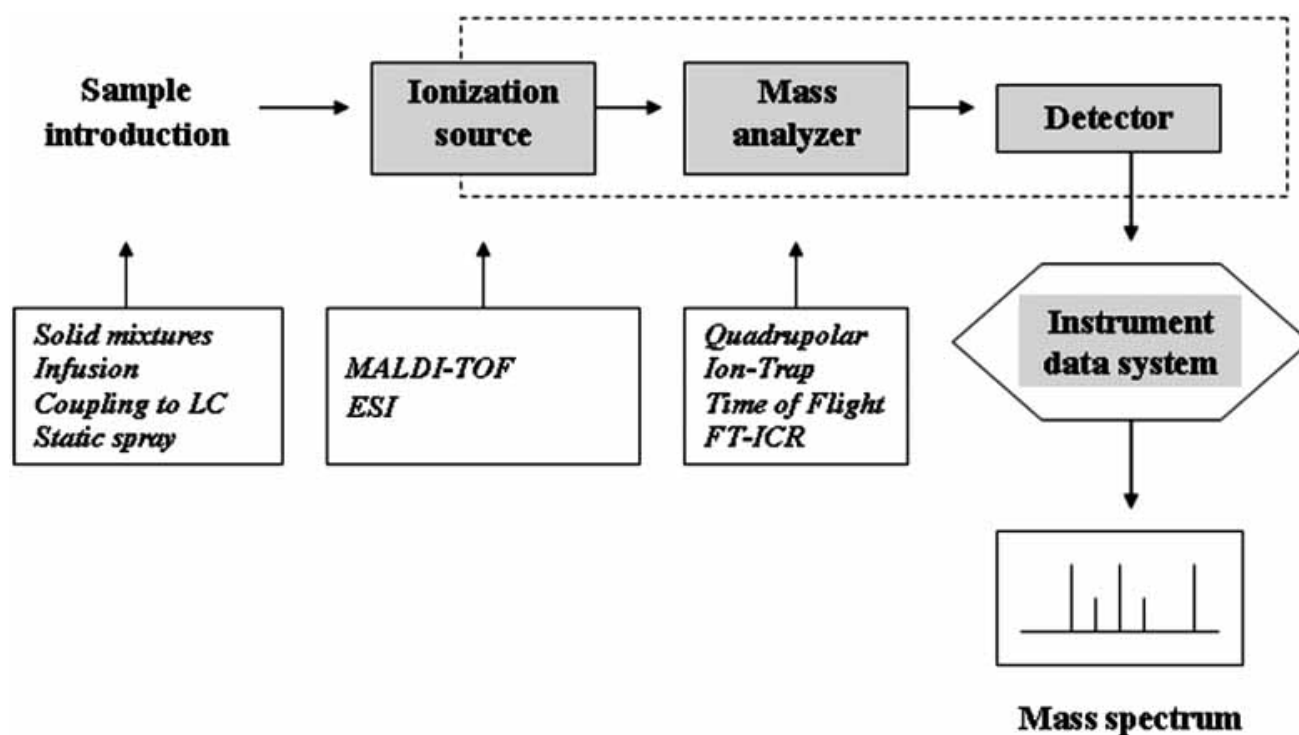 Sample
introduction
Ionization
source
Mass
analyzer
Detector
Solid mixtures
Infusion
Coupling to LC
Static spray
MALDI-TOF
ESI
Quadrupolar
Ion-Trap
Time of Flight
FT-ICR
Instrument
data system
Mass spectrum